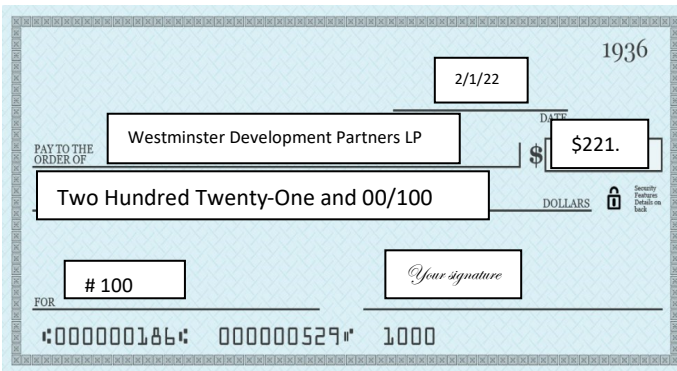 1936
2/1/22
DATE
Westminster Development Partners LP
PAY TO THE
ORDER OF
$ $221.
Two Hundred Twenty-One and 00/100
DOLLARS
Security
Features
Details on
back
# 100
Your signature
FOR
⑆000000186⑆ 000000529⑈ 1000